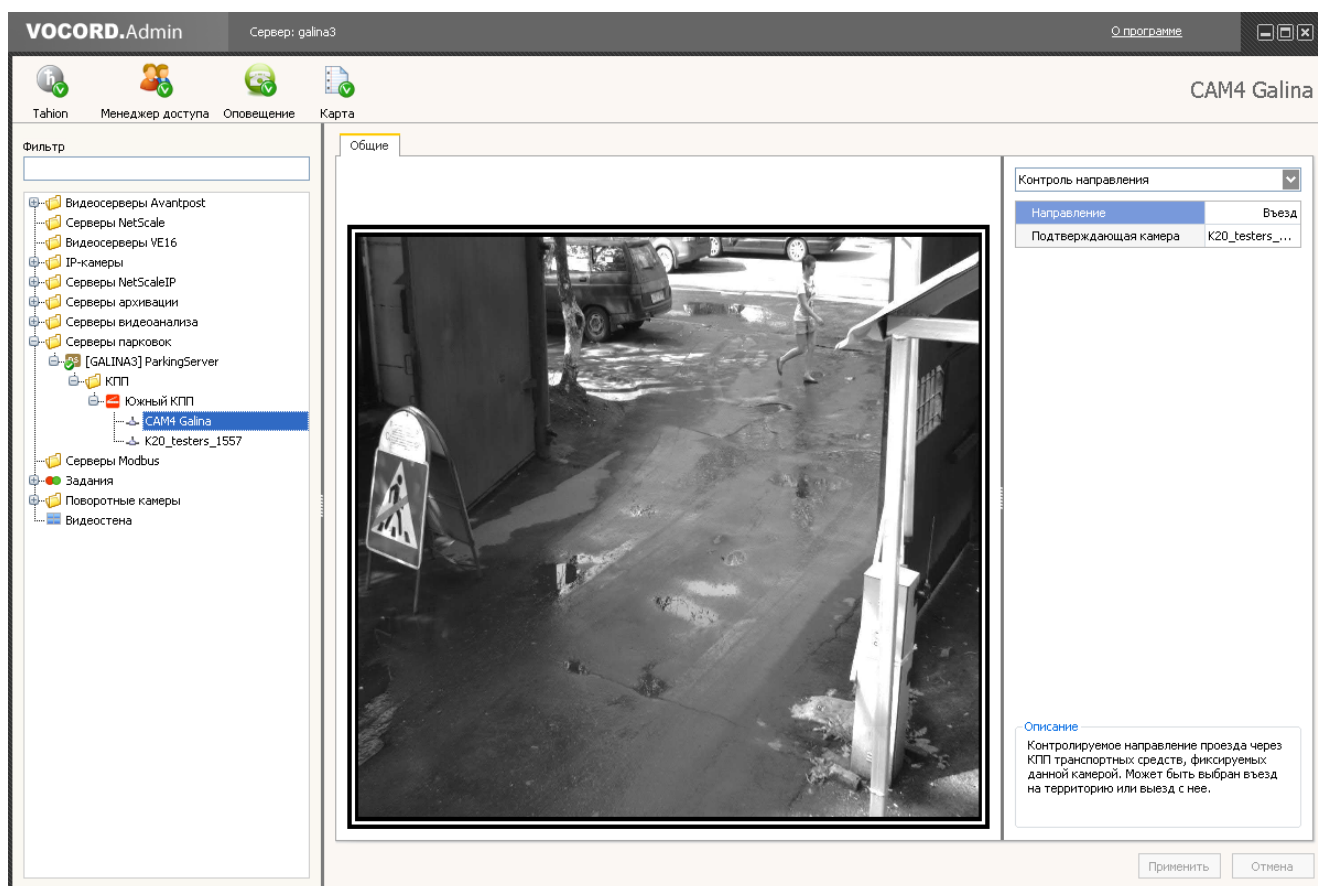 VOCORD.Admin
Сервер: galina3
О программе
Tahion
Менеджер доступа
Оповещение
Карта
CAM4 Galina
Фильтр
Видеосерверы Avantpost
Серверы NetScale
Видеосерверы VE16
IP-камеры
Серверы NetScaleIP
Серверы архивации
Серверы видеоанализа
Серверы парковок
[GALINA3] ParkingServer
КПП
Южный КПП
CAM4 Galina
K20_testers_1557
Серверы Modbus
Задания
Поворотные камеры
Видеостена
Общие
Контроль направления
Направление Въезд
Подтверждающая камера K20_testers_...
Описание
Контролируемое направление проезда через
КПП транспортных средств, фиксируемых
данной камерой. Может быть выбран въезд
на территорию или выезд с нее.
Применить
Отмена